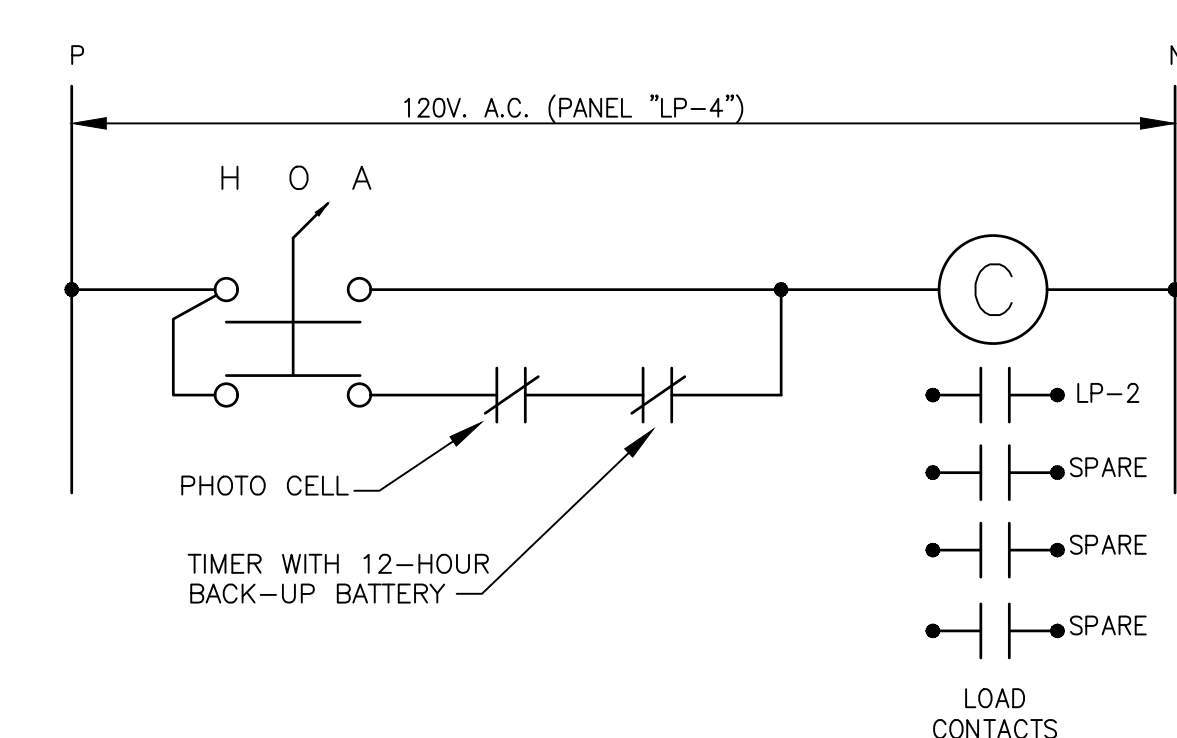 P
120V. A.C. (PANEL "LP-4")
H O A
C
LP-2
SPARE
SPARE
SPARE
PHOTO CELL
TIMER WITH 12-HOUR
BACK-UP BATTERY
LOAD
CONTACTS